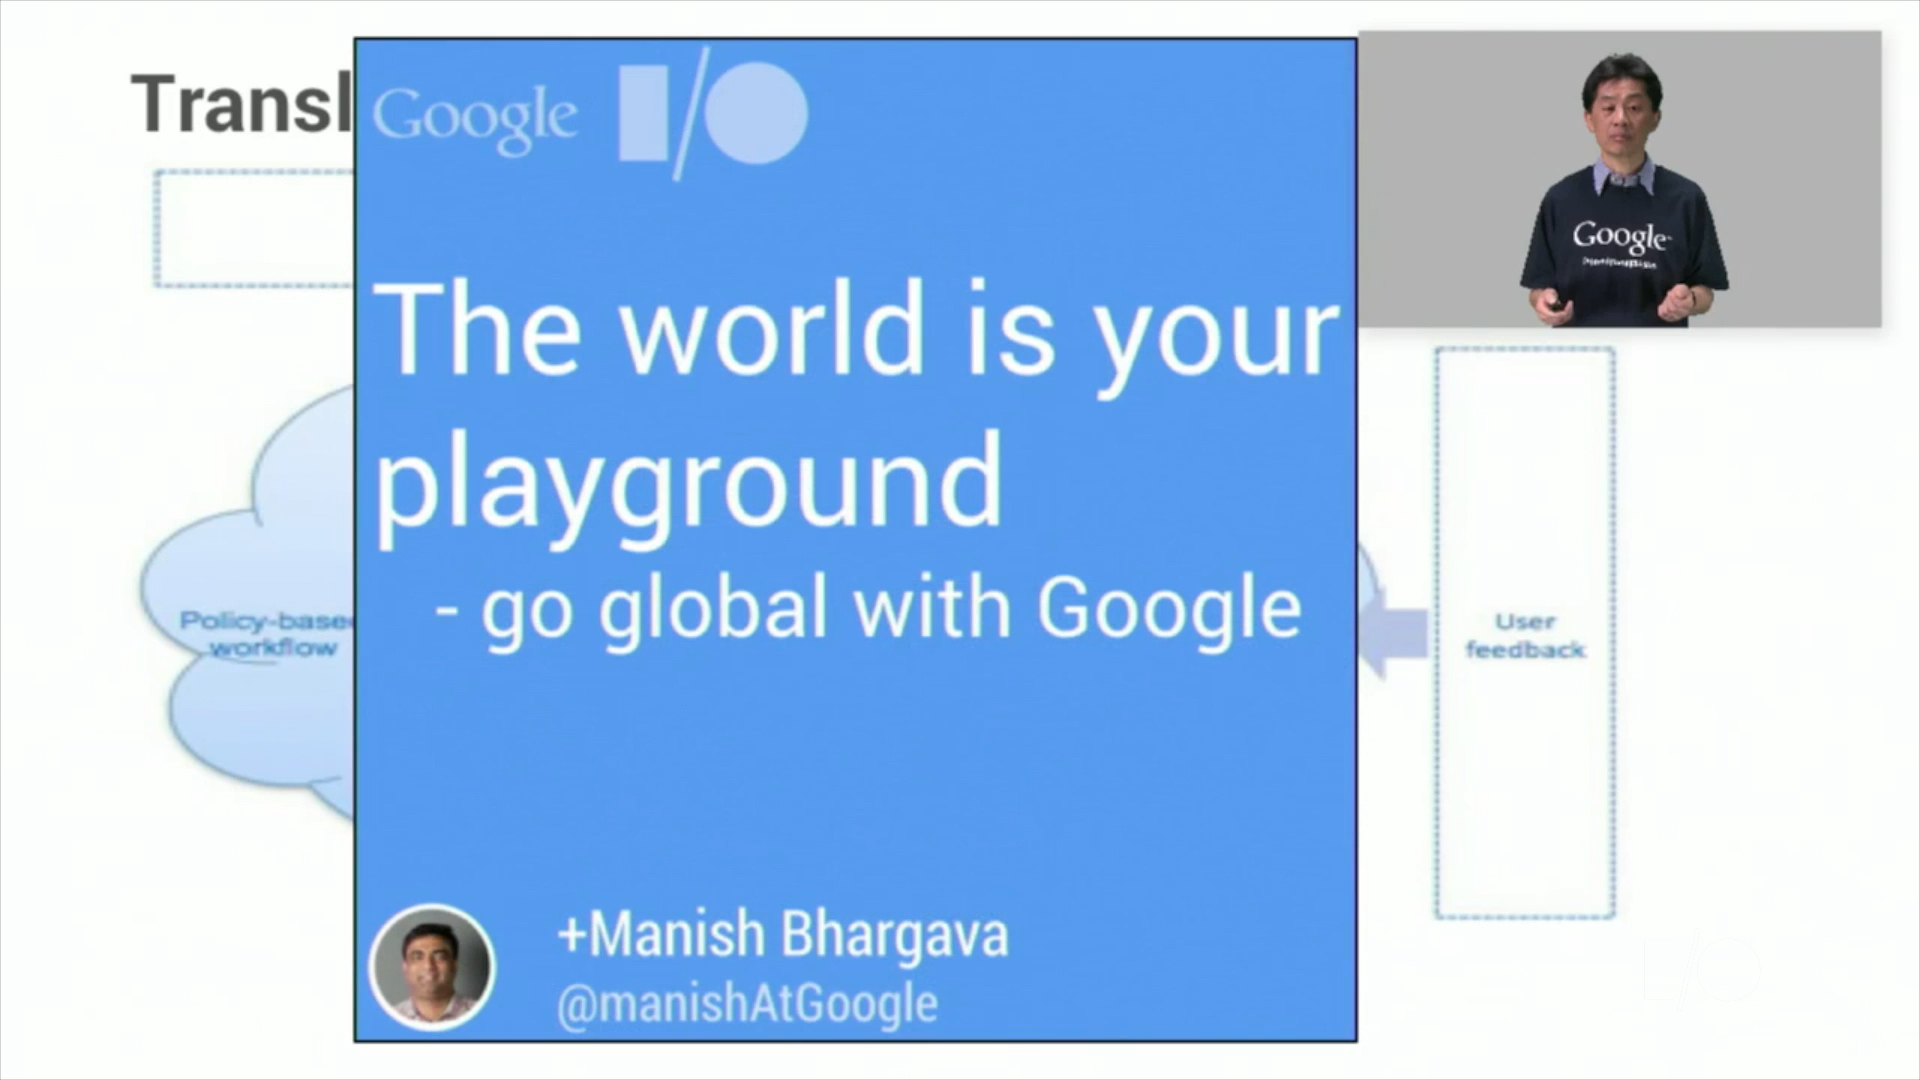 Transl
Google I/O
Google
The world is your
playground
- go global with Google
Policy-base
workflow
User
feedback
+Manish Bhargava
@manishAtGoogle